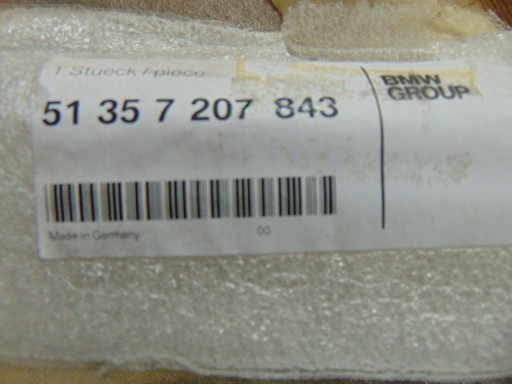 1 Stueck / piece
51 35 7 207 843
BMW
GROUP
Made in Germany
00